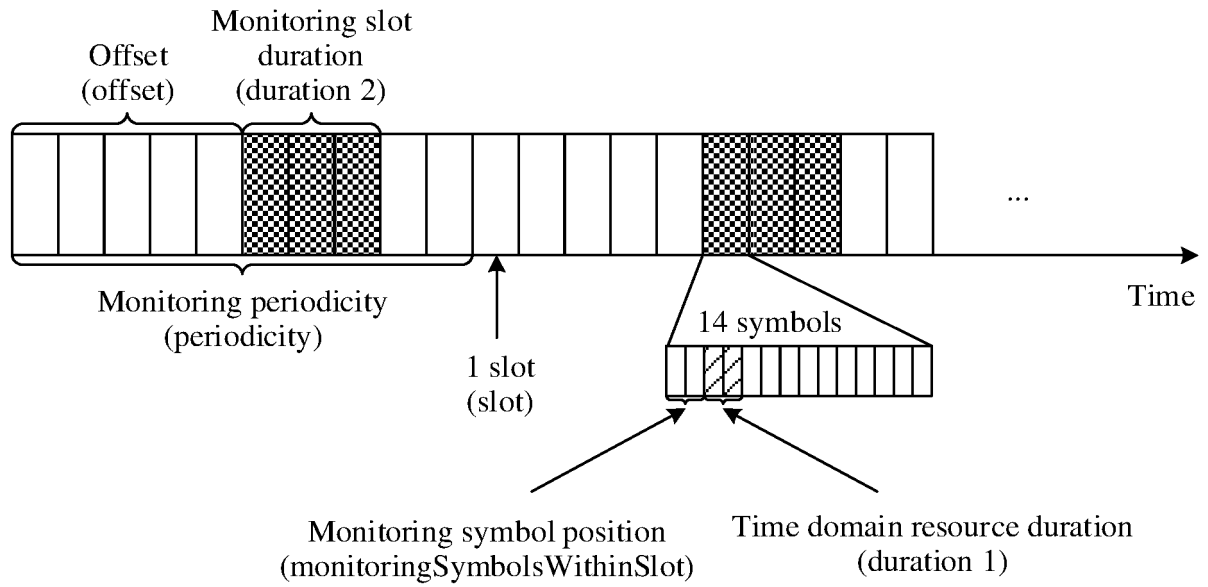 Offset
(offset)
Monitoring slot
duration
(duration 2)
...
Time
Monitoring periodicity
(periodicity)
1 slot
(slot)
14 symbols
Monitoring symbol position
(monitoringSymbolsWithinSlot)
Time domain resource duration
(duration 1)